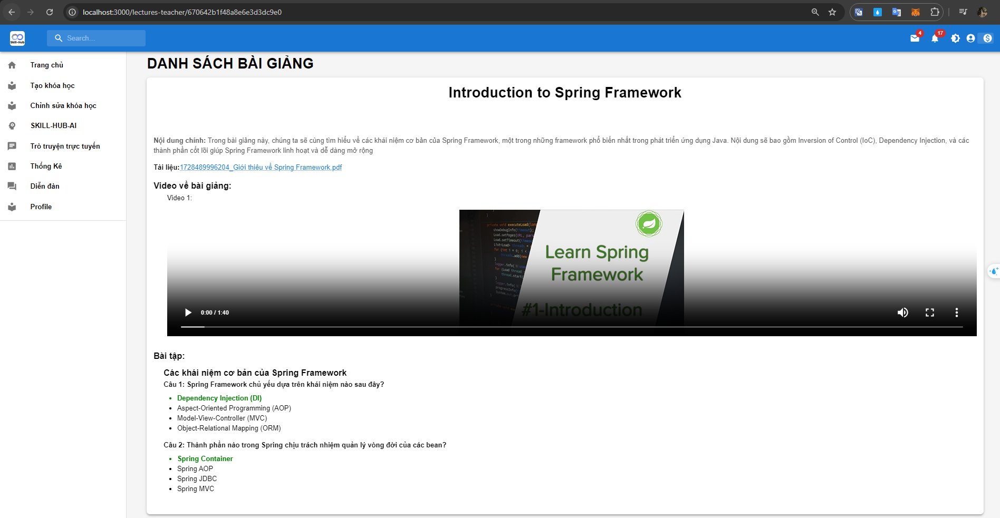 localhost:3000/lectures-teacher/670642b1f48a8e6e3d3dc9e0
Skill-Hub
Search...
4
17
Trang chủ
Tạo khóa học
Chỉnh sửa khóa học
SKILL-HUB-AI
Trò truyện trực tuyến
Thống Kê
Diễn đàn
Profile
DANH SÁCH BÀI GIẢNG
Introduction to Spring Framework
Nội dung chính: Trong bài giảng này, chúng ta sẽ cùng tìm hiểu về các khái niệm cơ bản của Spring Framework, một trong những framework phổ biến nhất trong phát triển ứng dụng Java. Nội dung sẽ bao gồm Inversion of Control (IoC), Dependency Injection, và các
thành phần cốt lõi giúp Spring Framework linh hoạt và dễ dàng mở rộng
Tài liệu:1728489996204_Giới thiệu về Spring Framework.pdf
Video về bài giảng:
Video 1:
private void executeLoad(
showDebugInfo(timeout);
Learn Spring
Framework
#1-Introduction
0:00 / 1:40
Bài tập:
Các khái niệm cơ bản của Spring Framework
Câu 1: Spring Framework chủ yếu dựa trên khái niệm nào sau đây?
• Dependency Injection (DI)
• Aspect-Oriented Programming (AOP)
• Model-View-Controller (MVC)
• Object-Relational Mapping (ORM)
Câu 2: Thành phần nào trong Spring chịu trách nhiệm quản lý vòng đời của các bean?
• Spring Container
• Spring AOP
• Spring JDBC
• Spring MVC